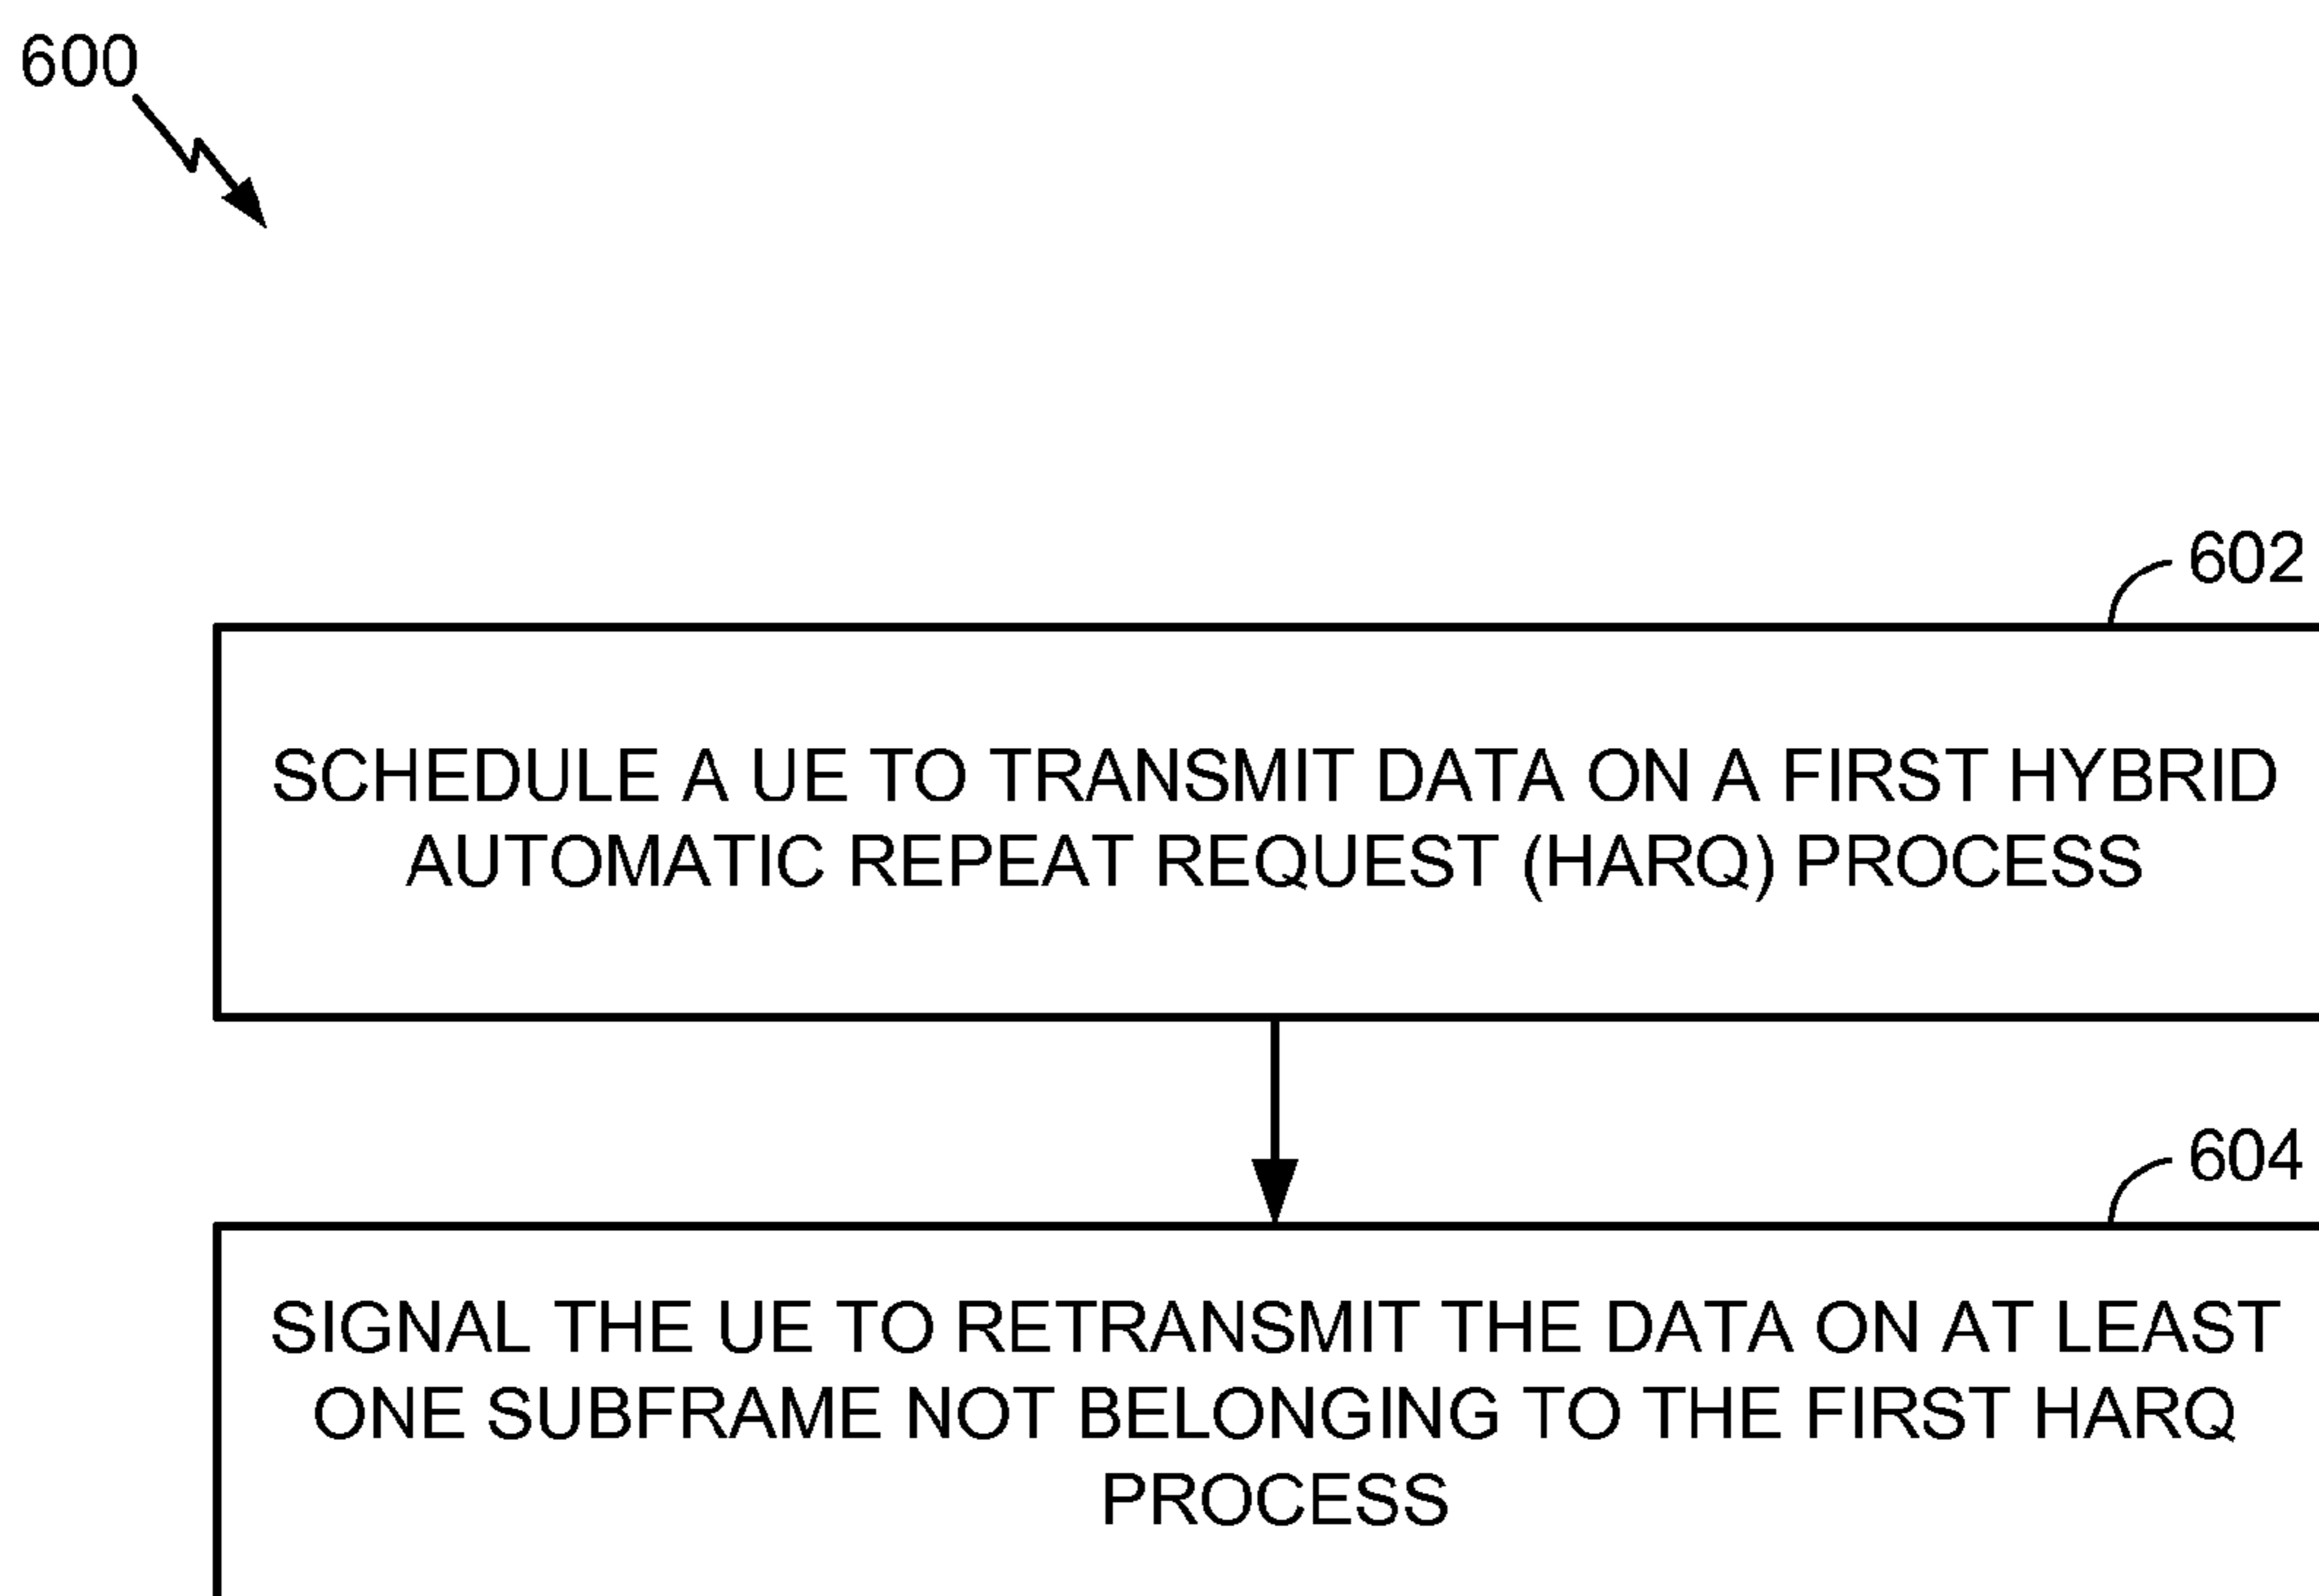 600
602
SCHEDULE A UE TO TRANSMIT DATA ON A FIRST HYBRID
AUTOMATIC REPEAT REQUEST (HARQ) PROCESS
604
SIGNAL THE UE TO RETRANSMIT THE DATA ON AT LEAST
ONE SUBFRAME NOT BELONGING TO THE FIRST HARQ
PROCESS